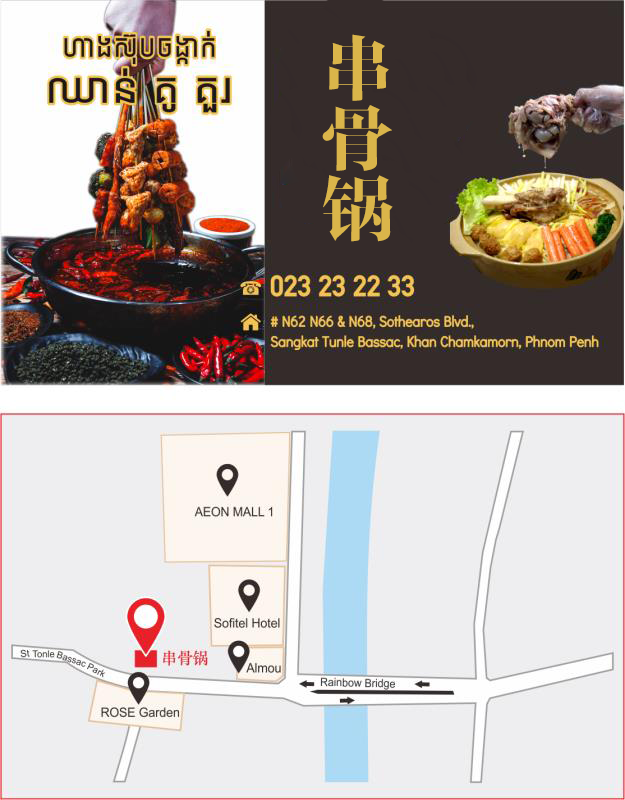 ហាងស៊ុបចង្កាក់
ឈាន់ គូ គួរ
串骨锅
023 23 22 33
# N62 N66 & N68, Sothearos Blvd.,
Sangkat Tunle Bassac, Khan Chamkamorn, Phnom Penh
AEON MALL 1
Sofitel Hotel
Almou
串骨锅
St Tonle Bassac Park
ROSE Garden
Rainbow Bridge